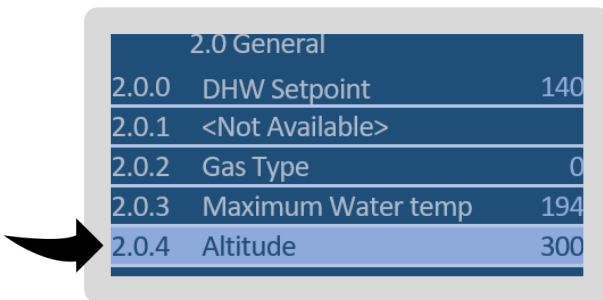 2.0 General
2.0.0 DHW Setpoint 140
2.0.1 <Not Available>
2.0.2 Gas Type 0
2.0.3 Maximum Water temp 194
2.0.4 Altitude 300